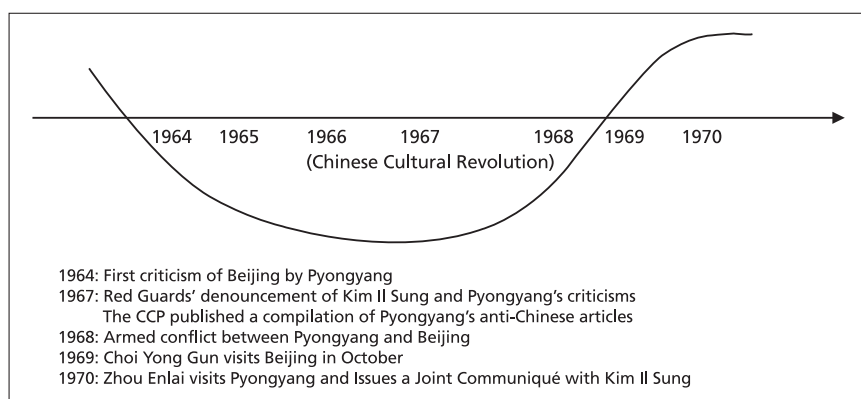 1964 1965 1966 1967 1968 1969 1970
(Chinese Cultural Revolution)
1964: First criticism of Beijing by Pyongyang
1967: Red Guards’ denouncement of Kim Il Sung and Pyongyang’s criticisms
The CCP published a compilation of Pyongyang’s anti-Chinese articles
1968: Armed conflict between Pyongyang and Beijing
1969: Choi Yong Gun visits Beijing in October
1970: Zhou Enlai visits Pyongyang and Issues a Joint Communiqué with Kim Il Sung